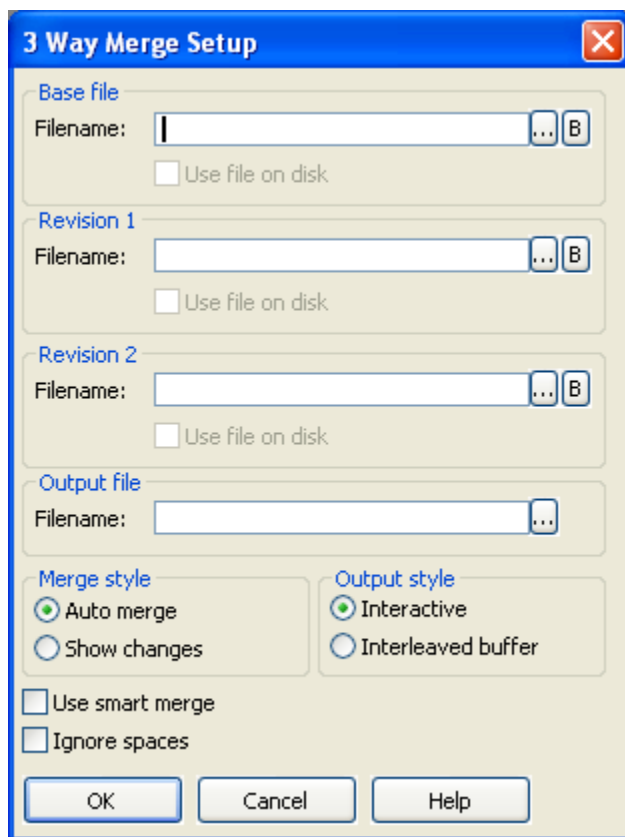 3 Way Merge Setup
Base file
Filename: ... B
Use file on disk
Revision 1
Filename: ... B
Use file on disk
Revision 2
Filename: ... B
Use file on disk
Output file
Filename: ...
Merge style Output style
Auto merge Interactive
Show changes Interleaved buffer
Use smart merge
Ignore spaces
OK Cancel Help